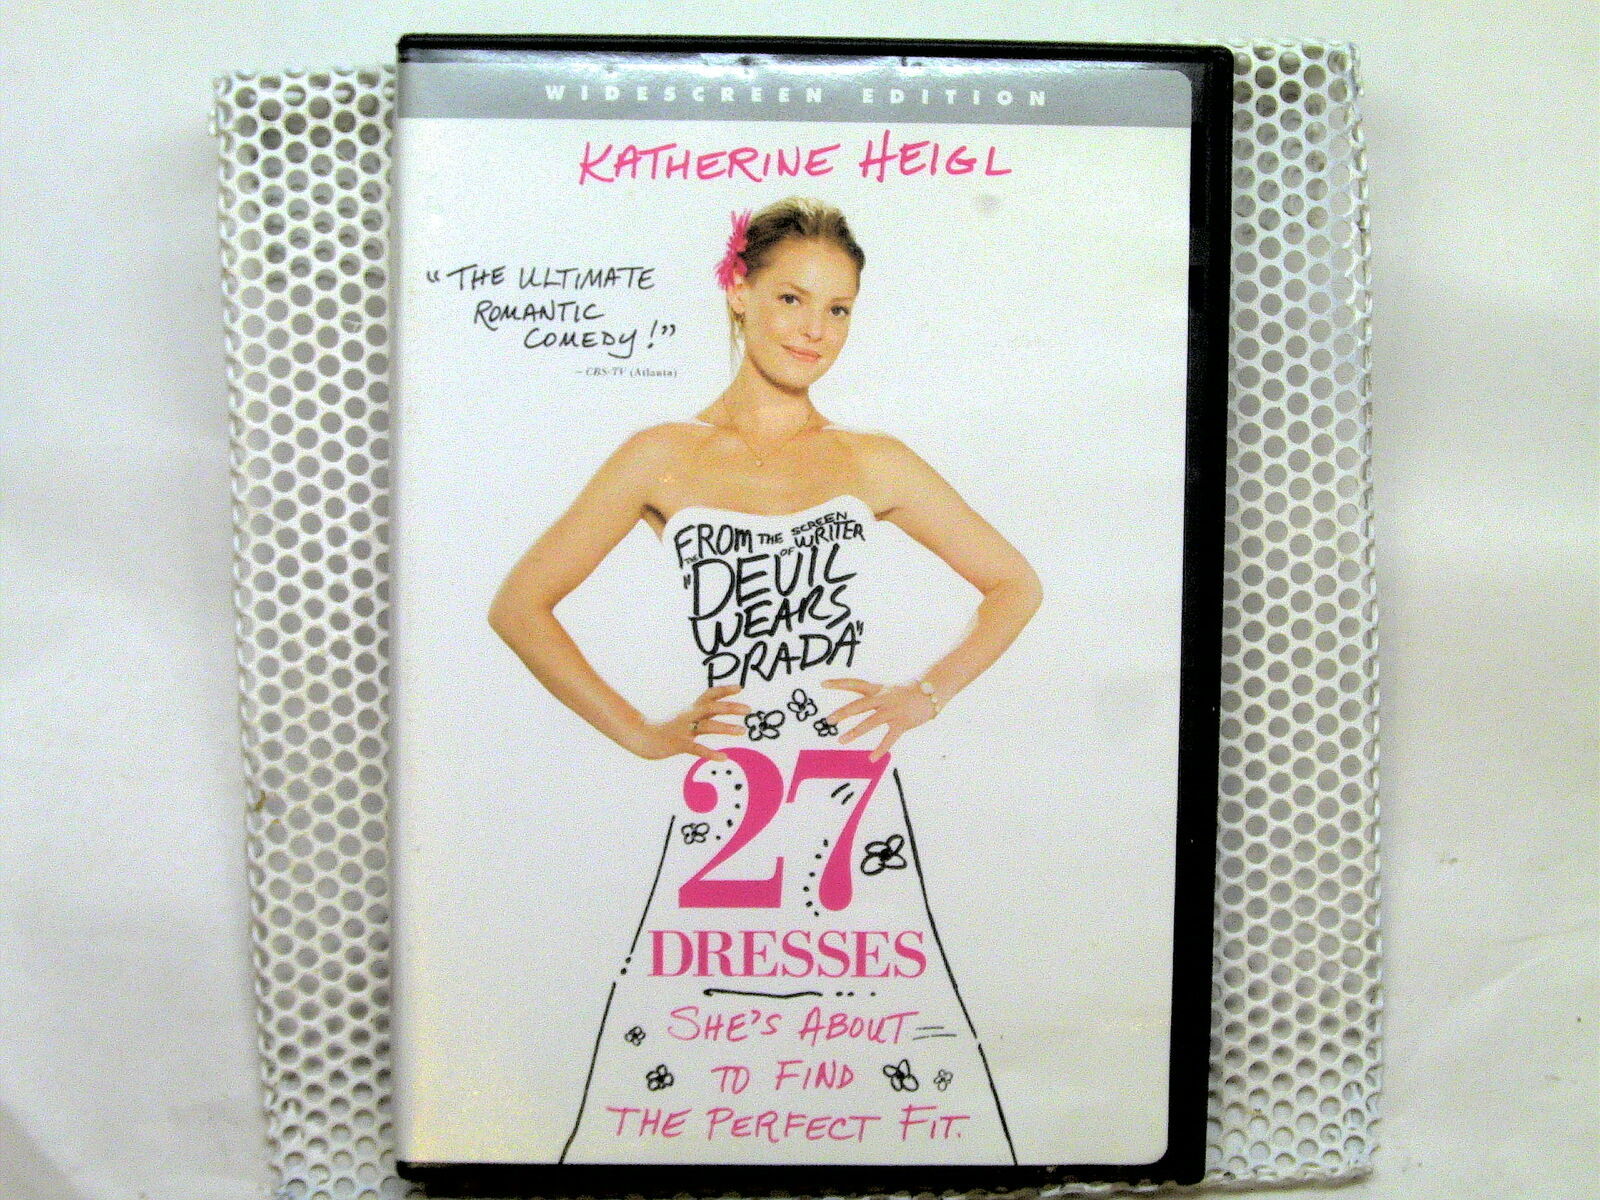 WIDESCREEN EDITION
KATHERINE HEIGL
"THE ULTIMATE
ROMANTIC
COMEDY!"
- CBS-TV (Atlanta)
FROM THE SCREEN
WRITER
OF
THE
"DEVIL
WEARS
PRADA"
27
DRESSES
SHE'S ABOUT
TO FIND
THE PERFECT FIT.